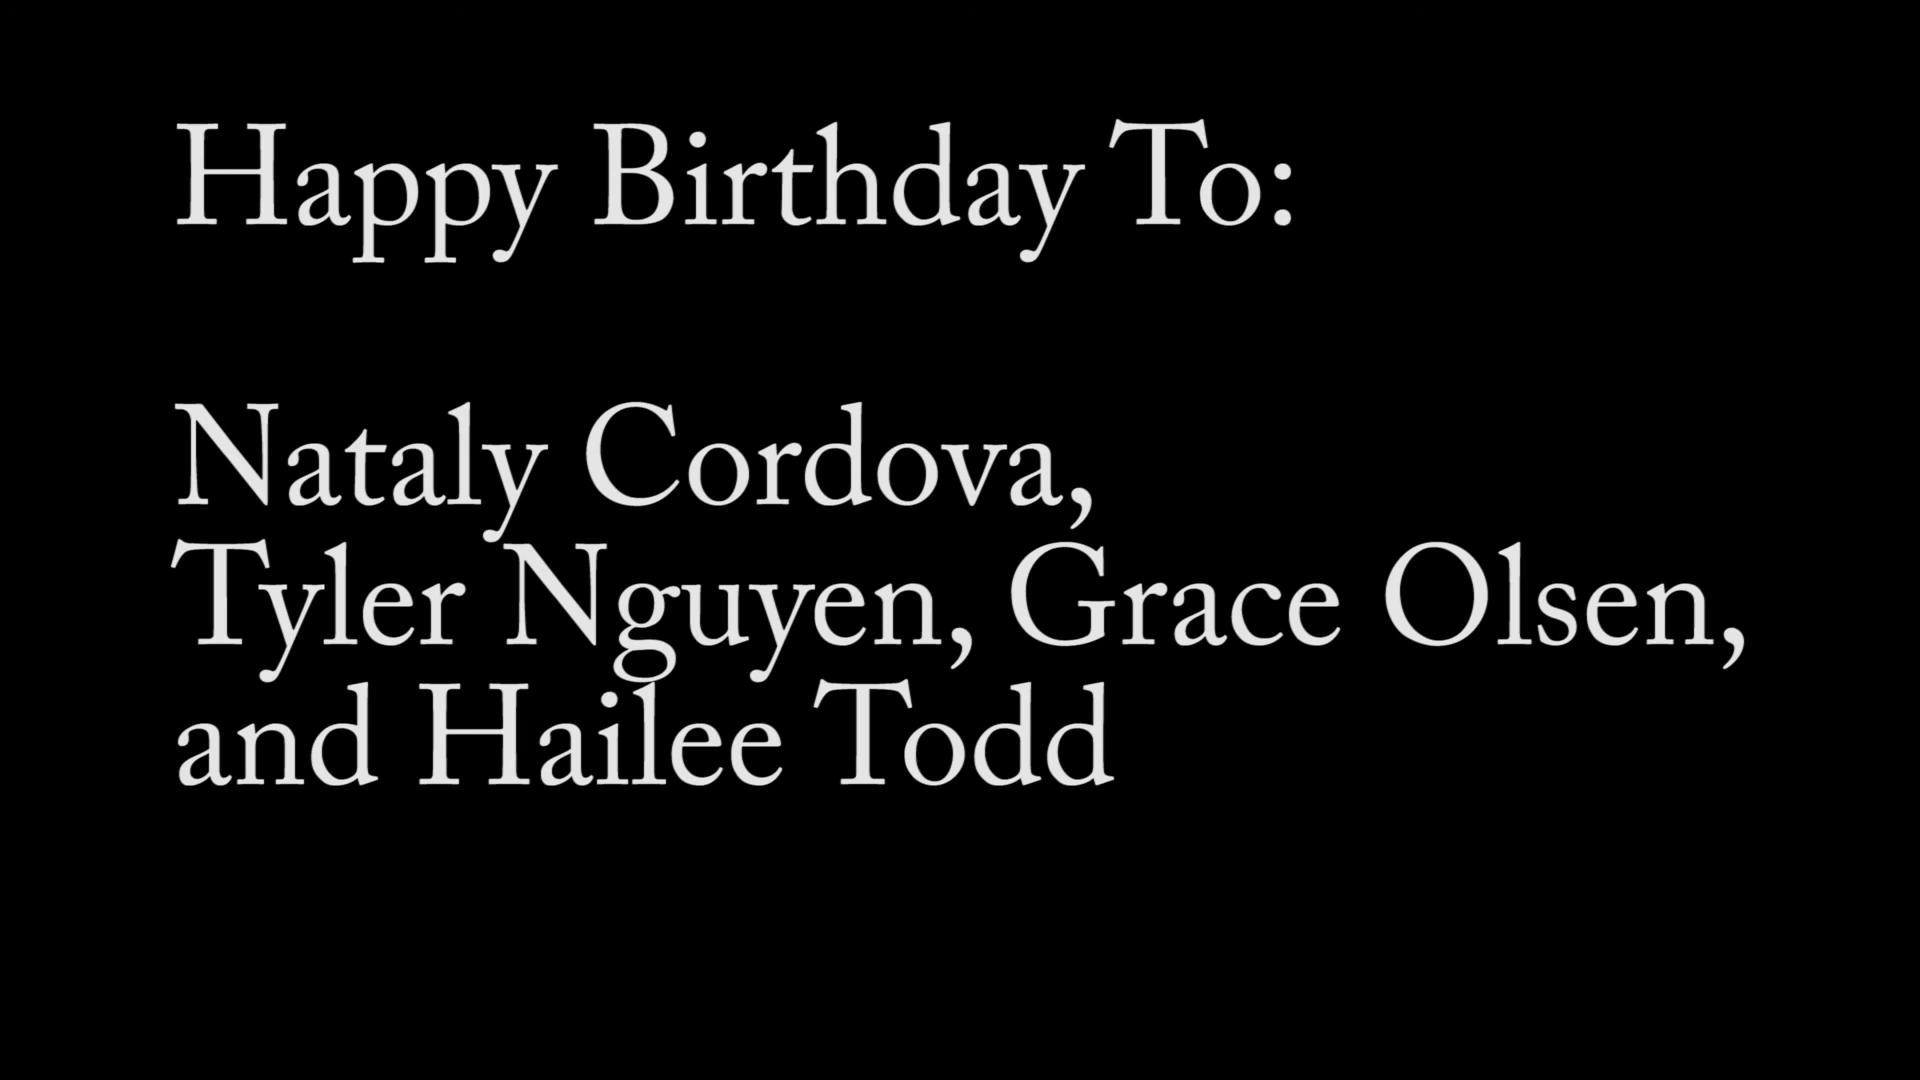 Happy Birthday To:
Nataly Cordova,
Tyler Nguyen, Grace Olsen,
and Hailee Todd